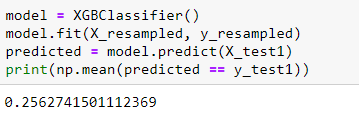 model = XGBClassifier()
model.fit(X_resampled, y_resampled)
predicted = model.predict(X_test1)
print(np.mean(predicted == y_test1))
0.2562741501112369